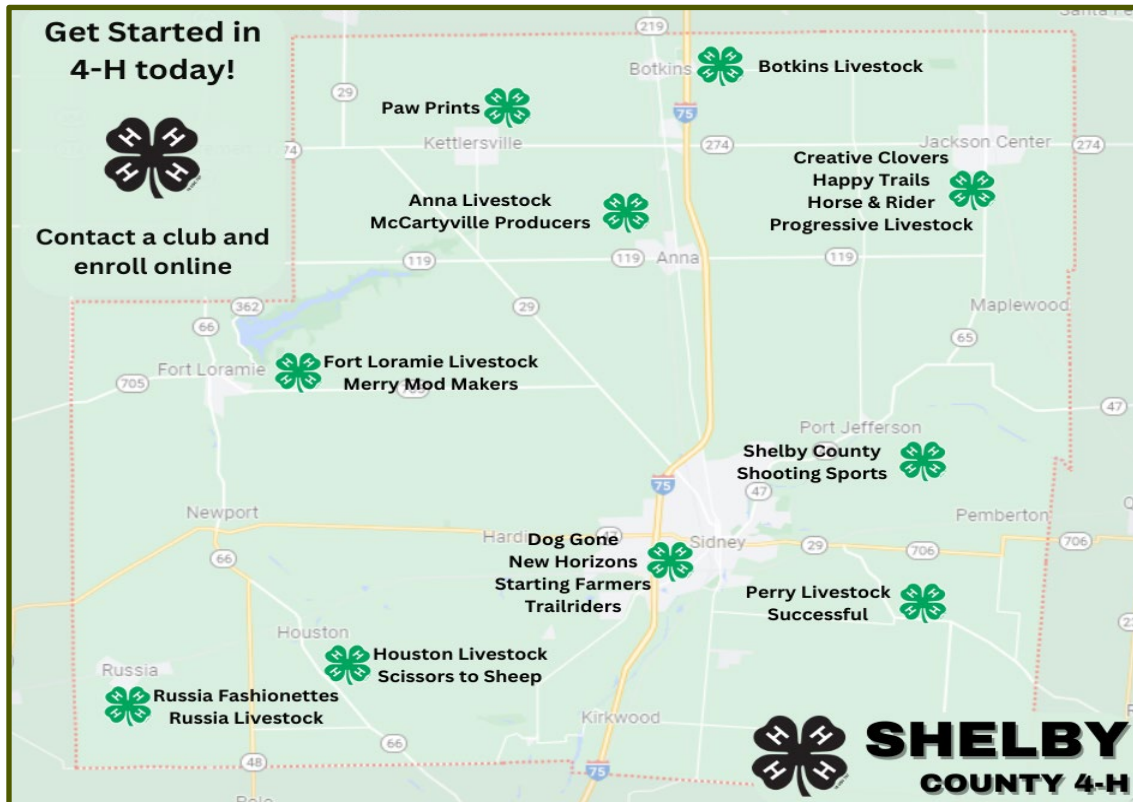 Get Started in
4-H today!
H H
H H
Contact a club and
enroll online
219
Botkins
Botkins Livestock
29
75
Paw Prints
Kettlersville
274
274
Jackson Center
274
Creative Clovers
Happy Trails
Horse & Rider
Progressive Livestock
Anna Livestock
McCartyville Producers
119
119
Anna
119
362
66
29
Maplewood
65
Fort Loramie
705
Fort Loramie Livestock
Merry Mod Makers
47
Port Jefferson
Shelby County
Shooting Sports
75
47
Newport
Pemberton
66
Sidney
29
706
706
Dog Gone
New Horizons
Starting Farmers
Trailriders
Perry Livestock
Successful
Houston
Houston Livestock
Scissors to Sheep
Russia
Russia Fashionettes
Russia Livestock
Kirkwood
66
48
75
H H
H H
SHELBY
COUNTY 4-H